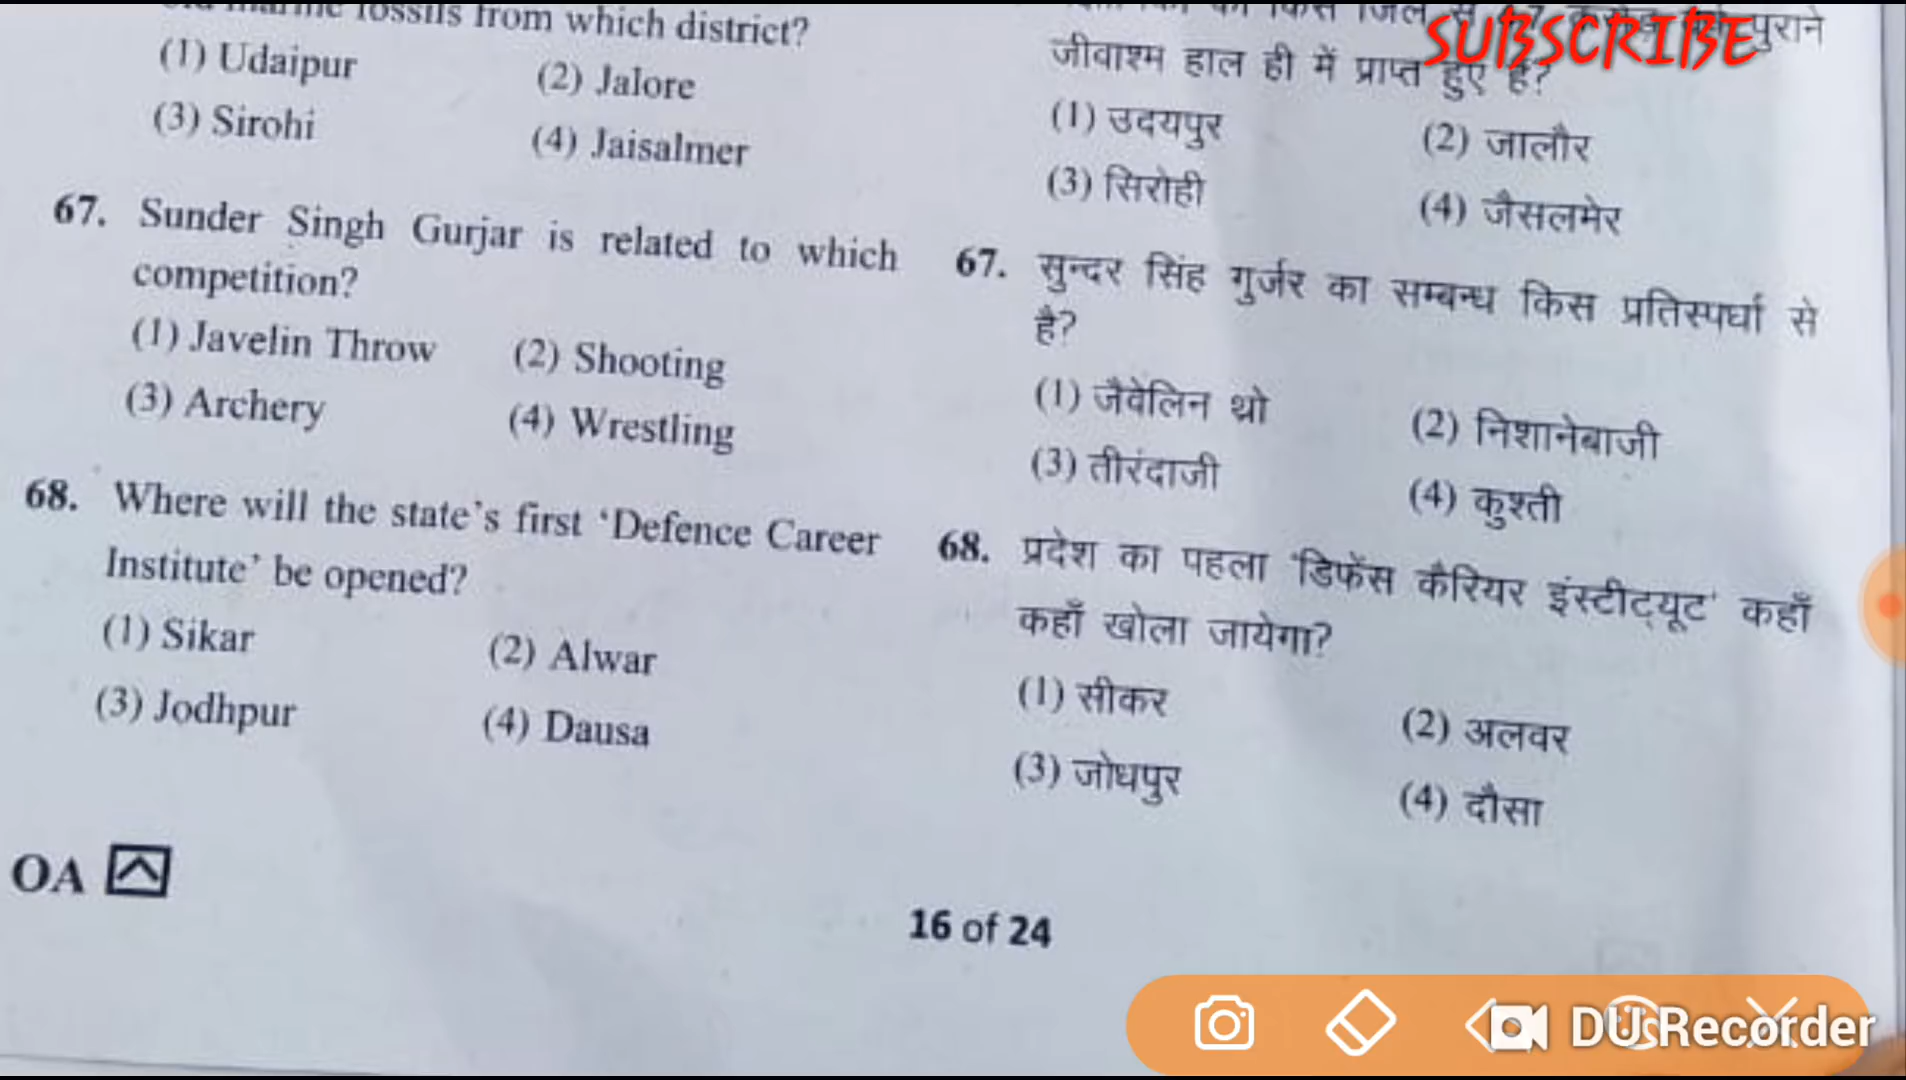 marine fossils from which district?
(1) Udaipur
(2) Jalore
(3) Sirohi
(4) Jaisalmer
67. Sunder Singh Gurjar is related to which
competition?
(1) Javelin Throw
(2) Shooting
(3) Archery
(4) Wrestling
68. Where will the state's first 'Defence Career
Institute' be opened?
(1) Sikar
(2) Alwar
(3) Jodhpur
(4) Dausa
OA
पुराने
SUBSCRIBE
जीवाश्म हाल ही में प्राप्त हुए हैं?
(1) उदयपुर
(2) जालौर
(3) सिरोही
(4) जैसलमेर
67. सुन्दर सिंह गुर्जर का सम्बन्ध किस प्रतिस्पर्धा से
है?
(1) जैवेलिन थ्रो
(2) निशानेबाजी
(3) तीरंदाजी
(4) कुश्ती
68. प्रदेश का पहला 'डिफेंस कैरियर इंस्टीट्यूट' कहाँ
कहाँ खोला जायेगा?
(1) सीकर
(2) अलवर
(3) जोधपुर
(4) दौसा
16 of 24
DU Recorder